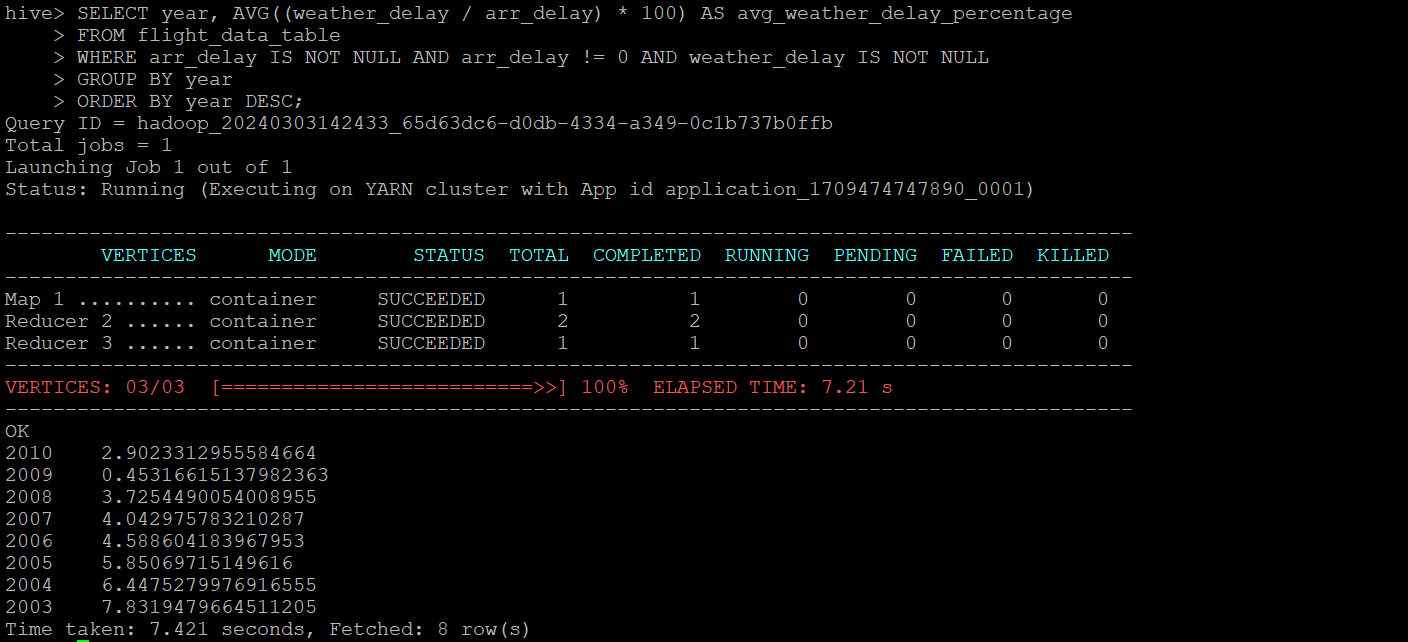 hive> SELECT year, AVG((weather_delay / arr_delay) * 100) AS avg_weather_delay_percentage
    > FROM flight_data_table
    > WHERE arr_delay IS NOT NULL AND arr_delay != 0 AND weather_delay IS NOT NULL
    > GROUP BY year
    > ORDER BY year DESC;
Query ID = hadoop_20240303142433_65d63dc6-d0db-4334-a349-0c1b737b0ffb
Total jobs = 1
Launching Job 1 out of 1
Status: Running (Executing on YARN cluster with App id application_1709474747890_0001)
----------------------------------------------------------------------------------------------
        VERTICES      MODE        STATUS  TOTAL  COMPLETED  RUNNING  PENDING  FAILED  KILLED
----------------------------------------------------------------------------------------------
Map 1 .......... container     SUCCEEDED      1          1        0        0       0       0
Reducer 2 ...... container     SUCCEEDED      2          2        0        0       0       0
Reducer 3 ...... container     SUCCEEDED      1          1        0        0       0       0
----------------------------------------------------------------------------------------------
VERTICES: 03/03  [==========================>>] 100%  ELAPSED TIME: 7.21 s
----------------------------------------------------------------------------------------------
OK
2010    2.9023312955584664
2009    0.45316615137982363
2008    3.7254490054008955
2007    4.042975783210287
2006    4.588604183967953
2005    5.85069715149616
2004    6.4475279976916555
2003    7.8319479664511205
Time taken: 7.421 seconds, Fetched: 8 row(s)